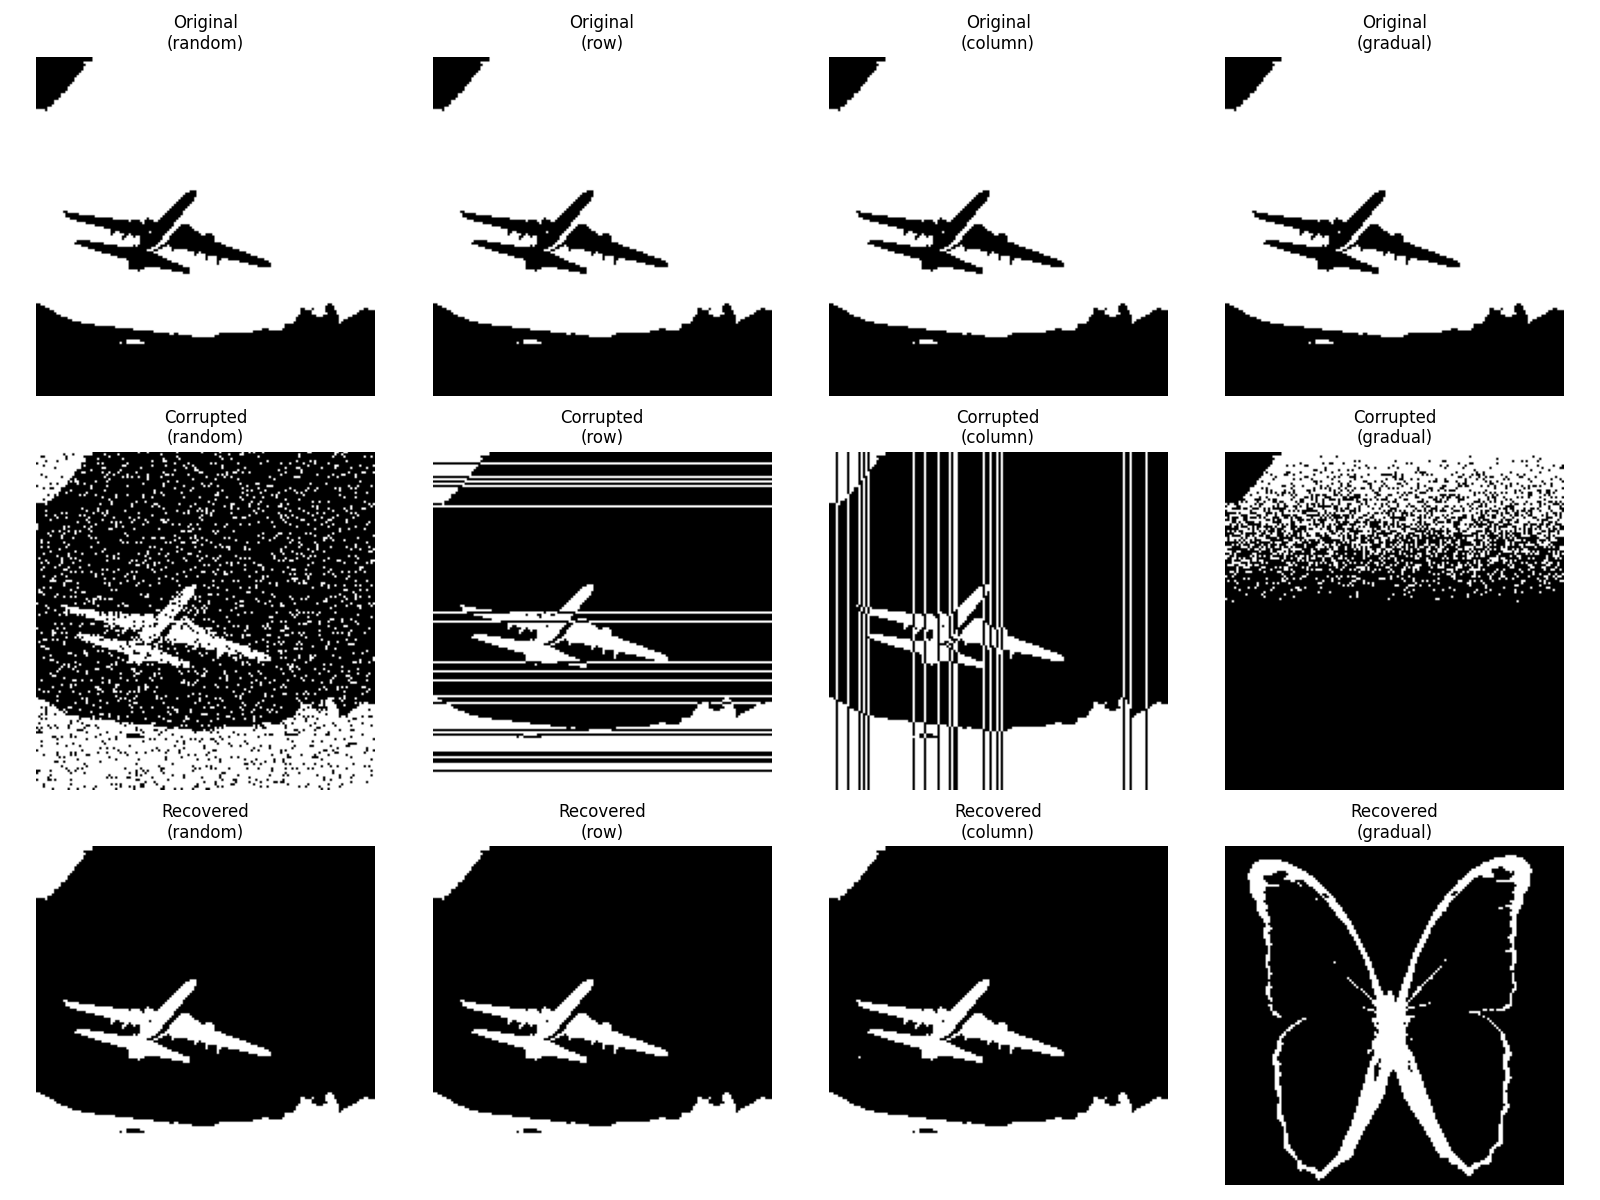 Original
(random)
Original
(row)
Original
(column)
Original
(gradual)
Corrupted
(random)
Corrupted
(row)
Corrupted
(column)
Corrupted
(gradual)
Recovered
(random)
Recovered
(row)
Recovered
(column)
Recovered
(gradual)